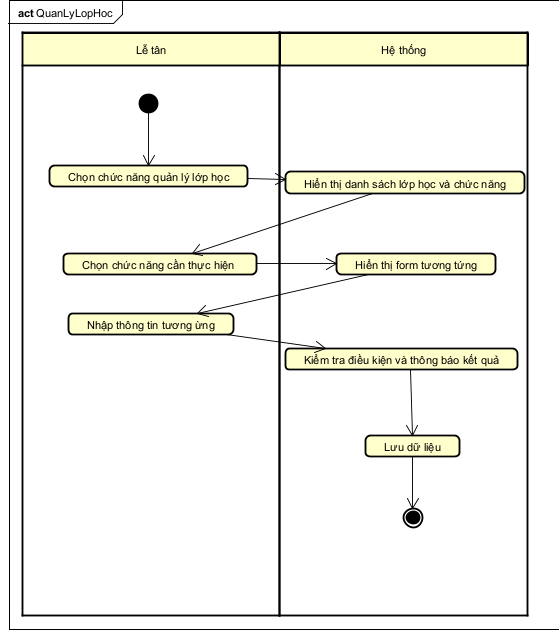 act QuanLyLopHoc
Lễ tân
Hệ thống
Chọn chức năng quản lý lớp học
Hiển thị danh sách lớp học và chức năng
Chọn chức năng cần thực hiện
Hiển thị form tương tứng
Nhập thông tin tương ừng
Kiểm tra điều kiện và thông báo kết quả
Lưu dữ liệu